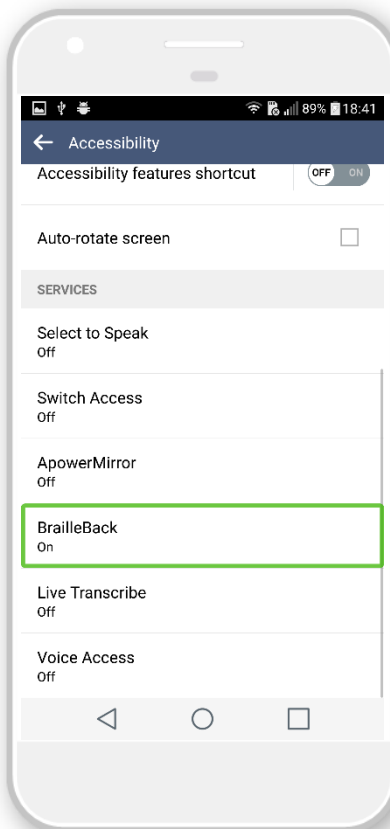 89% 18:41
Accessibility
Accessibility features shortcut OFF ON
Auto-rotate screen
SERVICES
Select to Speak
Off
Switch Access
Off
ApowerMirror
Off
BrailleBack
On
Live Transcribe
Off
Voice Access
Off